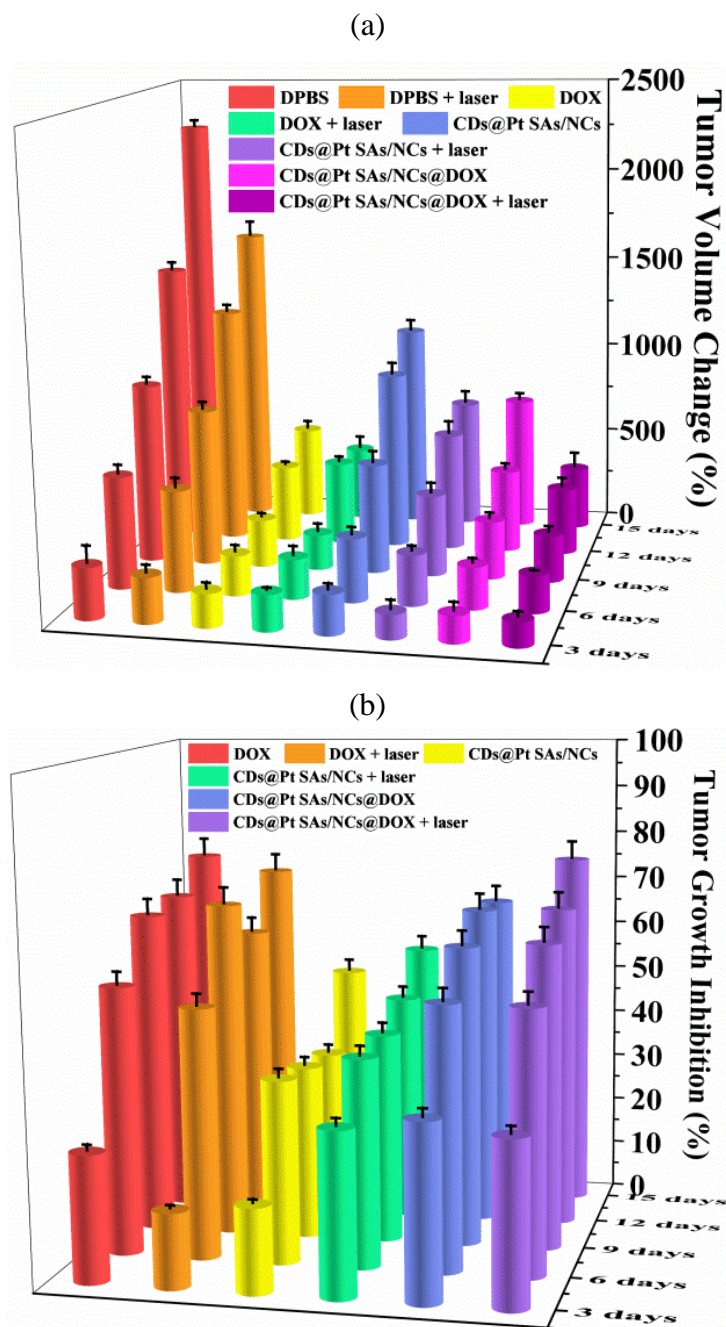 (a)
DPBS DPBS + laser DOX
DOX + laser CDs@Pt SAs/NCs
CDs@Pt SAs/NCs + laser
CDs@Pt SAs/NCs@DOX
CDs@Pt SAs/NCs@DOX + laser
2500
2000
1500
1000
500
0
Tumor Volume Change (%)
15 days
12 days
9 days
6 days
3 days
(b)
DOX DOX + laser CDs@Pt SAs/NCs
CDs@Pt SAs/NCs + laser
CDs@Pt SAs/NCs@DOX
CDs@Pt SAs/NCs@DOX + laser
100
90
80
70
60
50
40
30
20
10
0
Tumor Growth Inhibition (%)
15 days
12 days
9 days
6 days
3 days